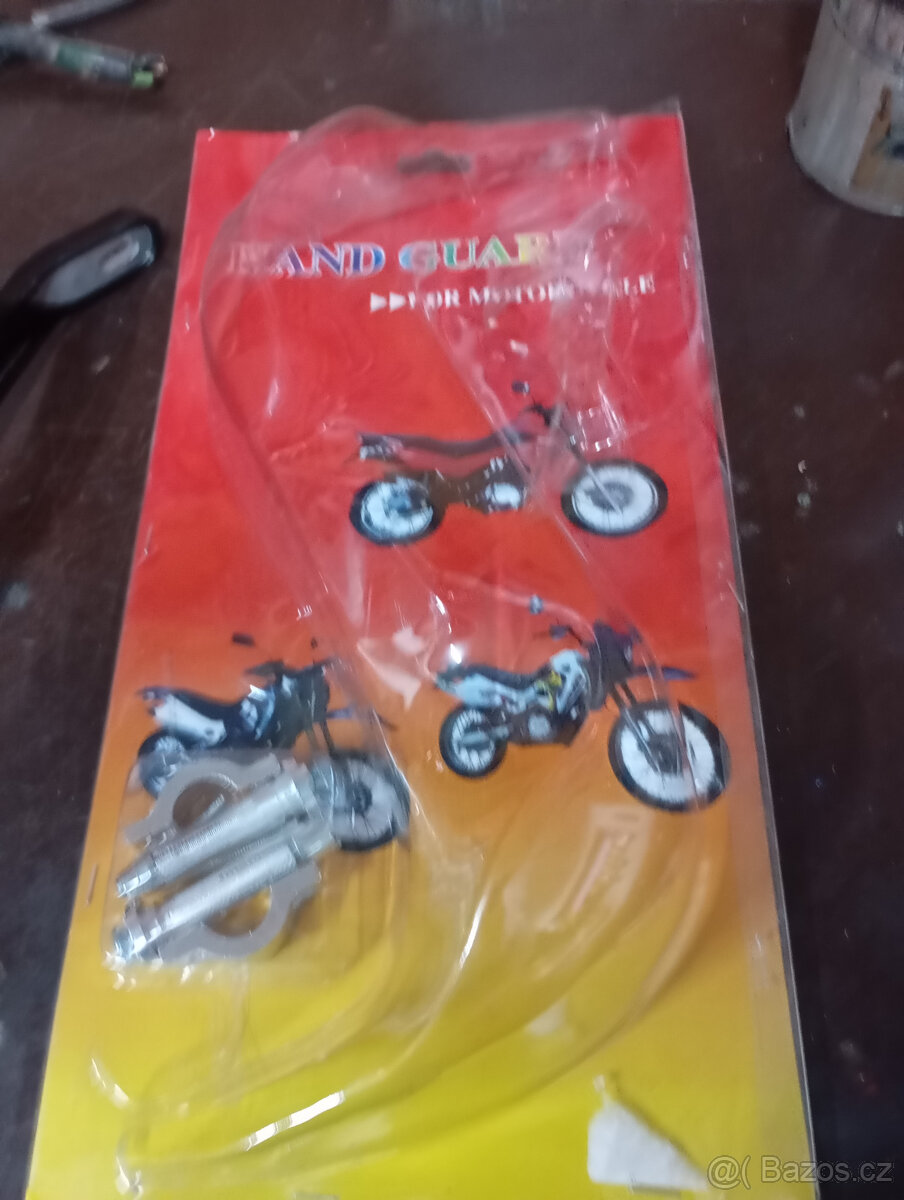 HAND GUARD
FOR MOTORCYCLE
@( Bazos.cz